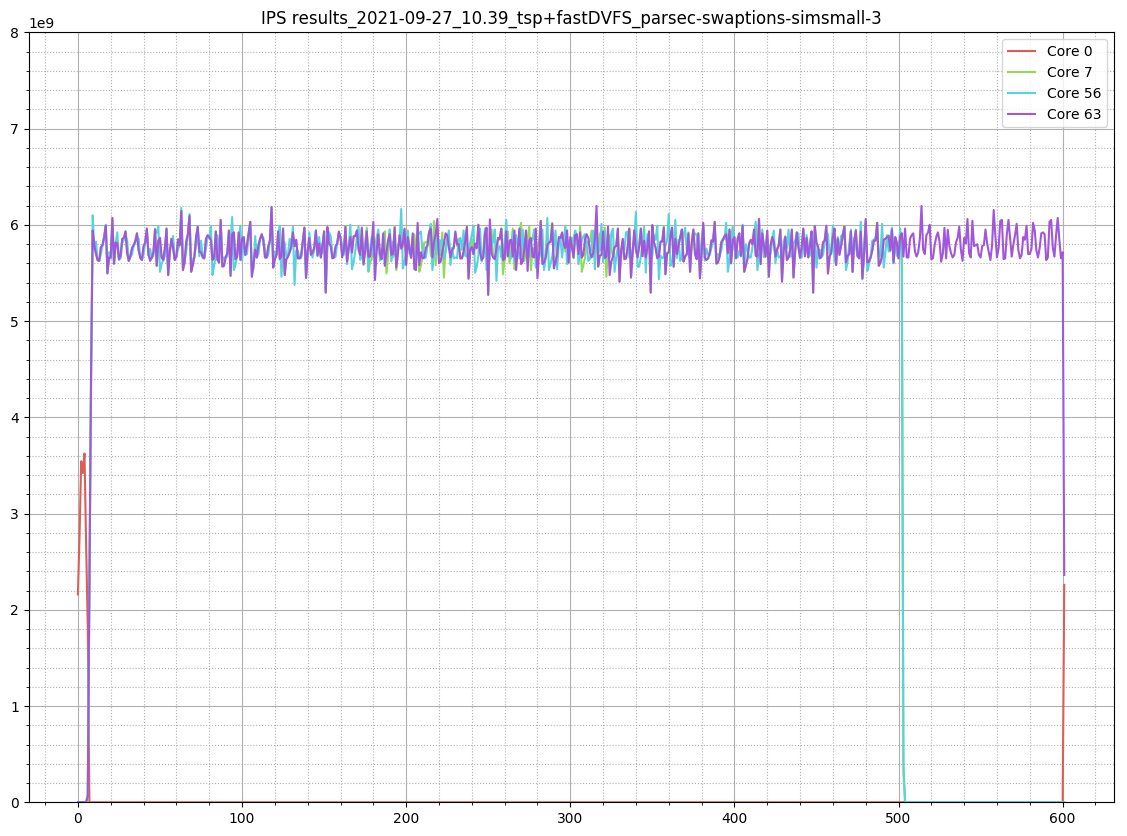 IPS results_2021-09-27_10.39_tsp+fastDVFS_parsec-swaptions-simsmall-3
1e9
8
7
6
5
4
3
2
1
0
0 100 200 300 400 500 600
Core 0
Core 7
Core 56
Core 63